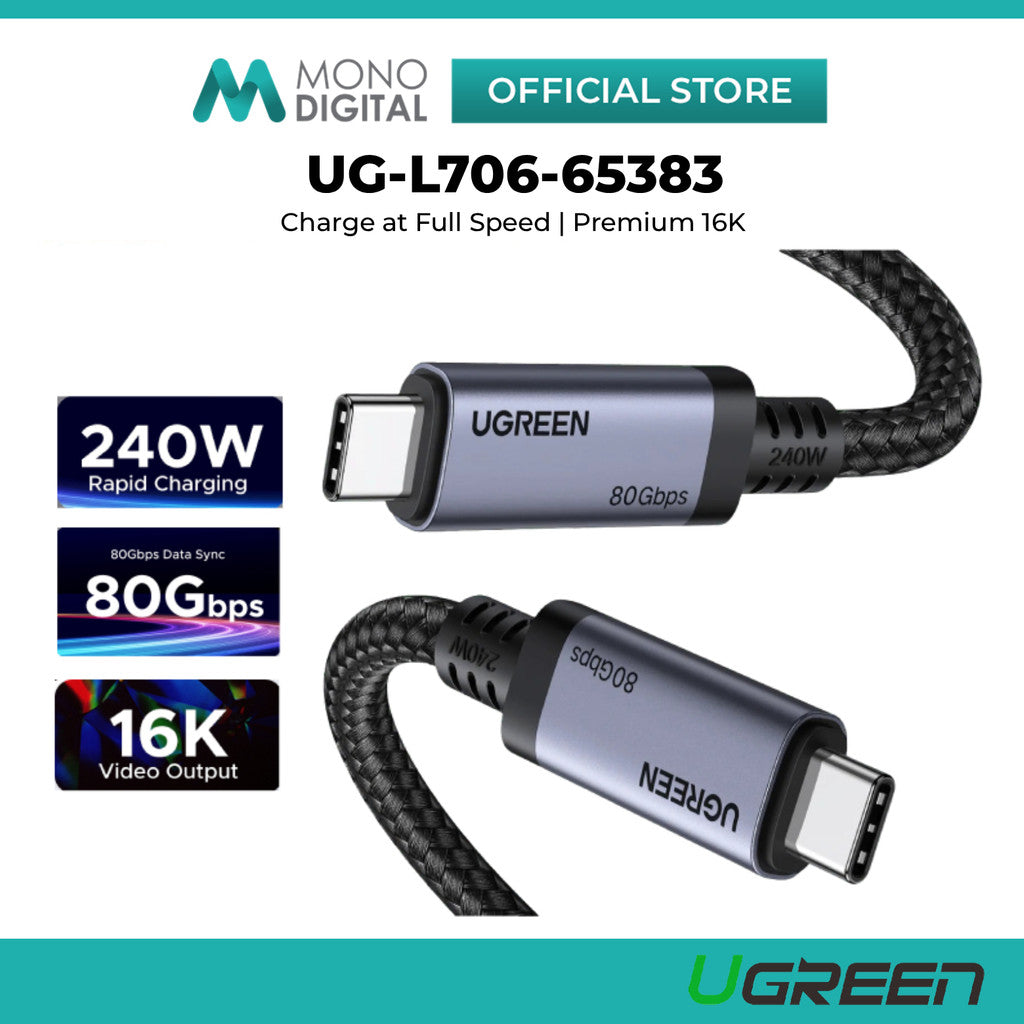 MONO
DIGITAL
OFFICIAL STORE
UG-L706-65383
Charge at Full Speed | Premium 16K
UGREEN
80Gbps
240W
240W
Rapid Charging
80Gbps Data Sync
80Gbps
16K
Video Output
240W
80Gbps
UGREEN
UGREEN